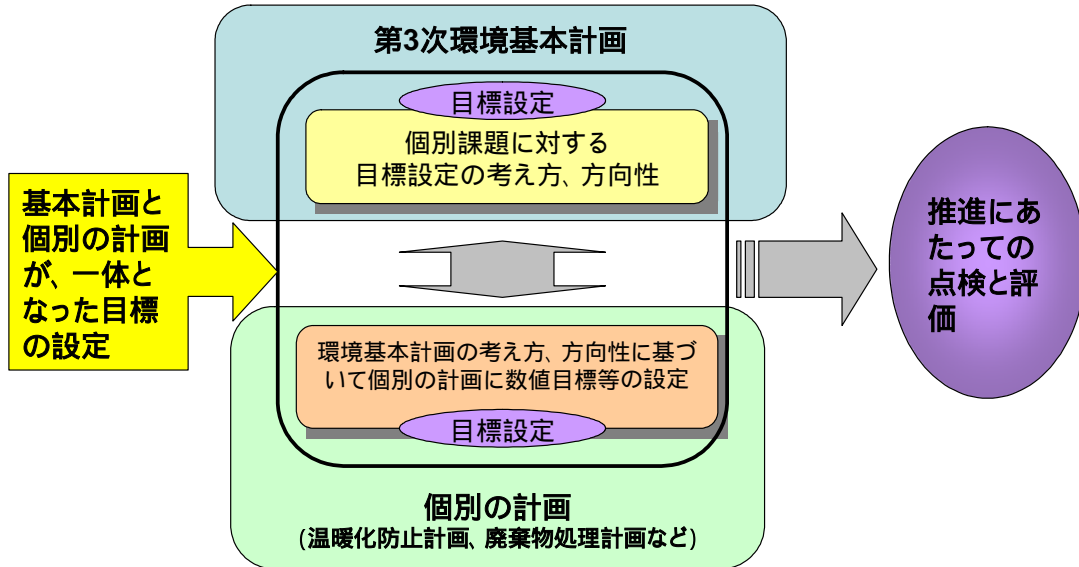 第3次環境基本計画
目標設定
個別課題に対する
目標設定の考え方、方向性
基本計画と
個別の計画
が、一体と
なった目標
の設定
推進にあ
たっての
点検と評
価
環境基本計画の考え方、方向性に基づ
いて個別の計画に数値目標等の設定
目標設定
個別の計画
(温暖化防止計画、廃棄物処理計画など)